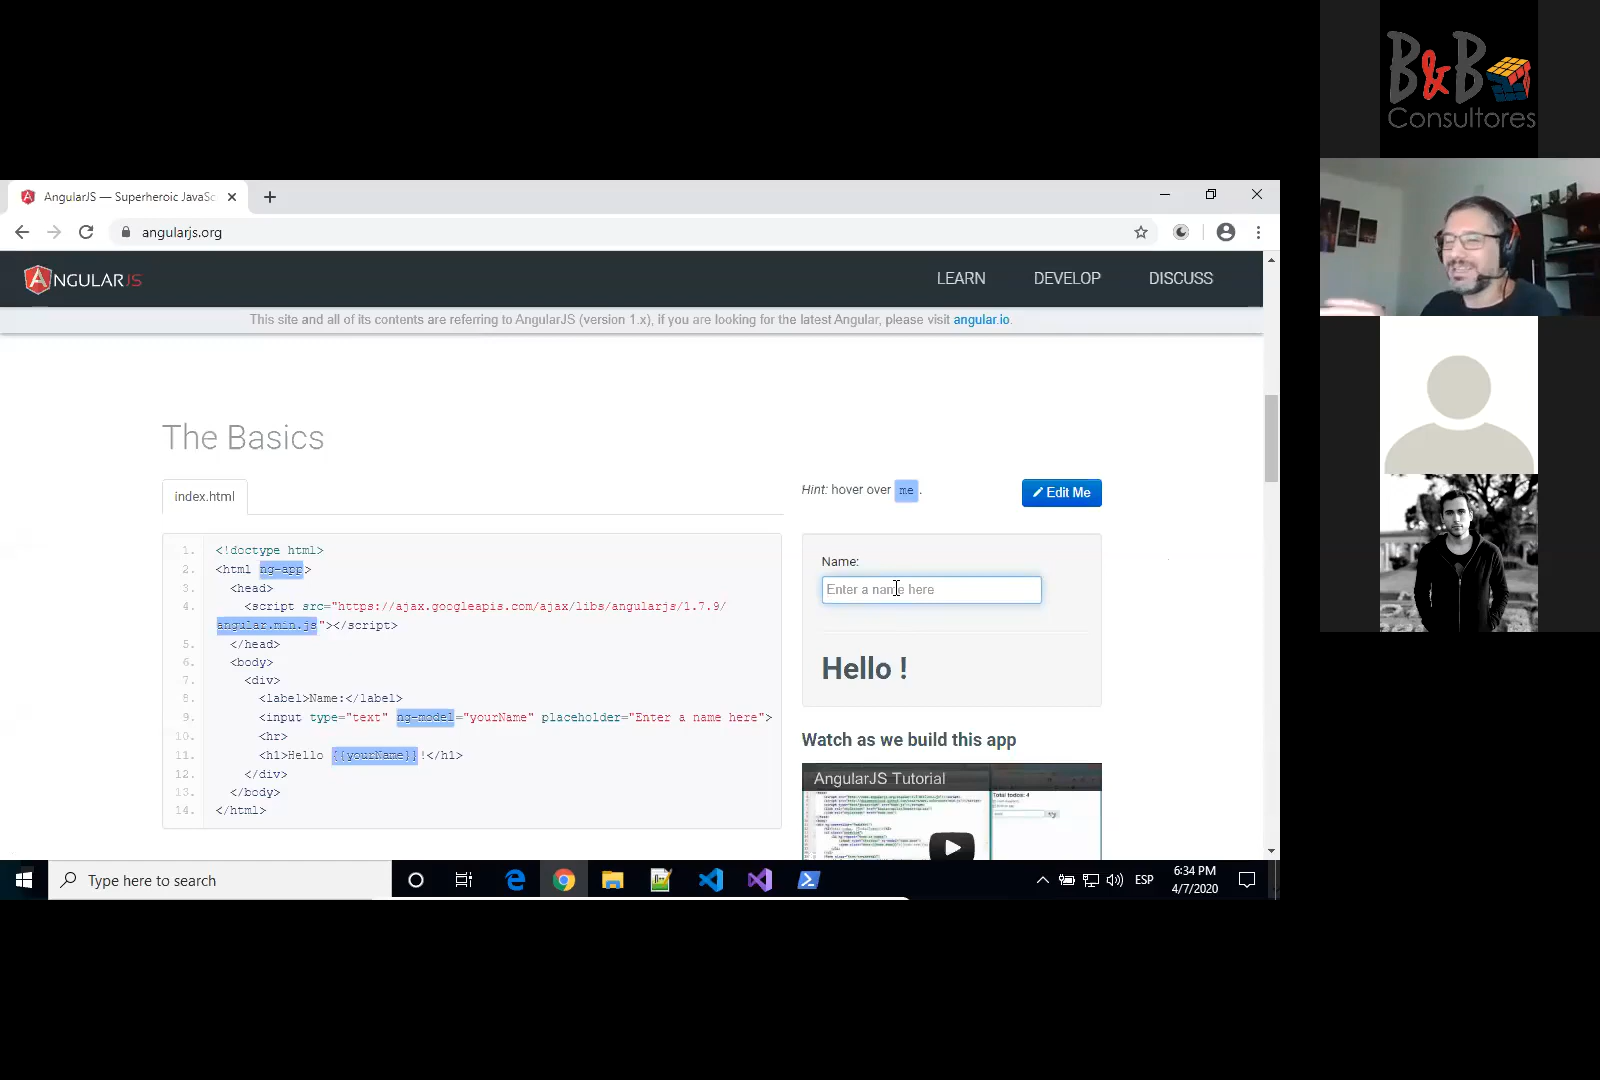 B&B
Consultores
AngularJS — Superheroic JavaSc
angularjs.org
ANGULARJS
LEARN
DEVELOP
DISCUSS
This site and all of its contents are referring to AngularJS (version 1.x), if you are looking for the latest Angular, please visit angular.io.
The Basics
index.html
Hint: hover over me .
Edit Me
1. <!doctype html>
2. <html ng-app>
3. <head>
4. <script src="https://ajax.googleapis.com/ajax/libs/angularjs/1.7.9/
angular.min.js"></script>
5. </head>
6. <body>
7. <div>
8. <label>Name:</label>
9. <input type="text" ng-model="yourName" placeholder="Enter a name here">
10. <hr>
11. <h1>Hello {{yourName}}!</h1>
12. </div>
13. </body>
14. </html>
Name:
Enter a name here
Hello !
Watch as we build this app
AngularJS Tutorial
Total todos: 4
Type here to search
ESP
6:34 PM
4/7/2020